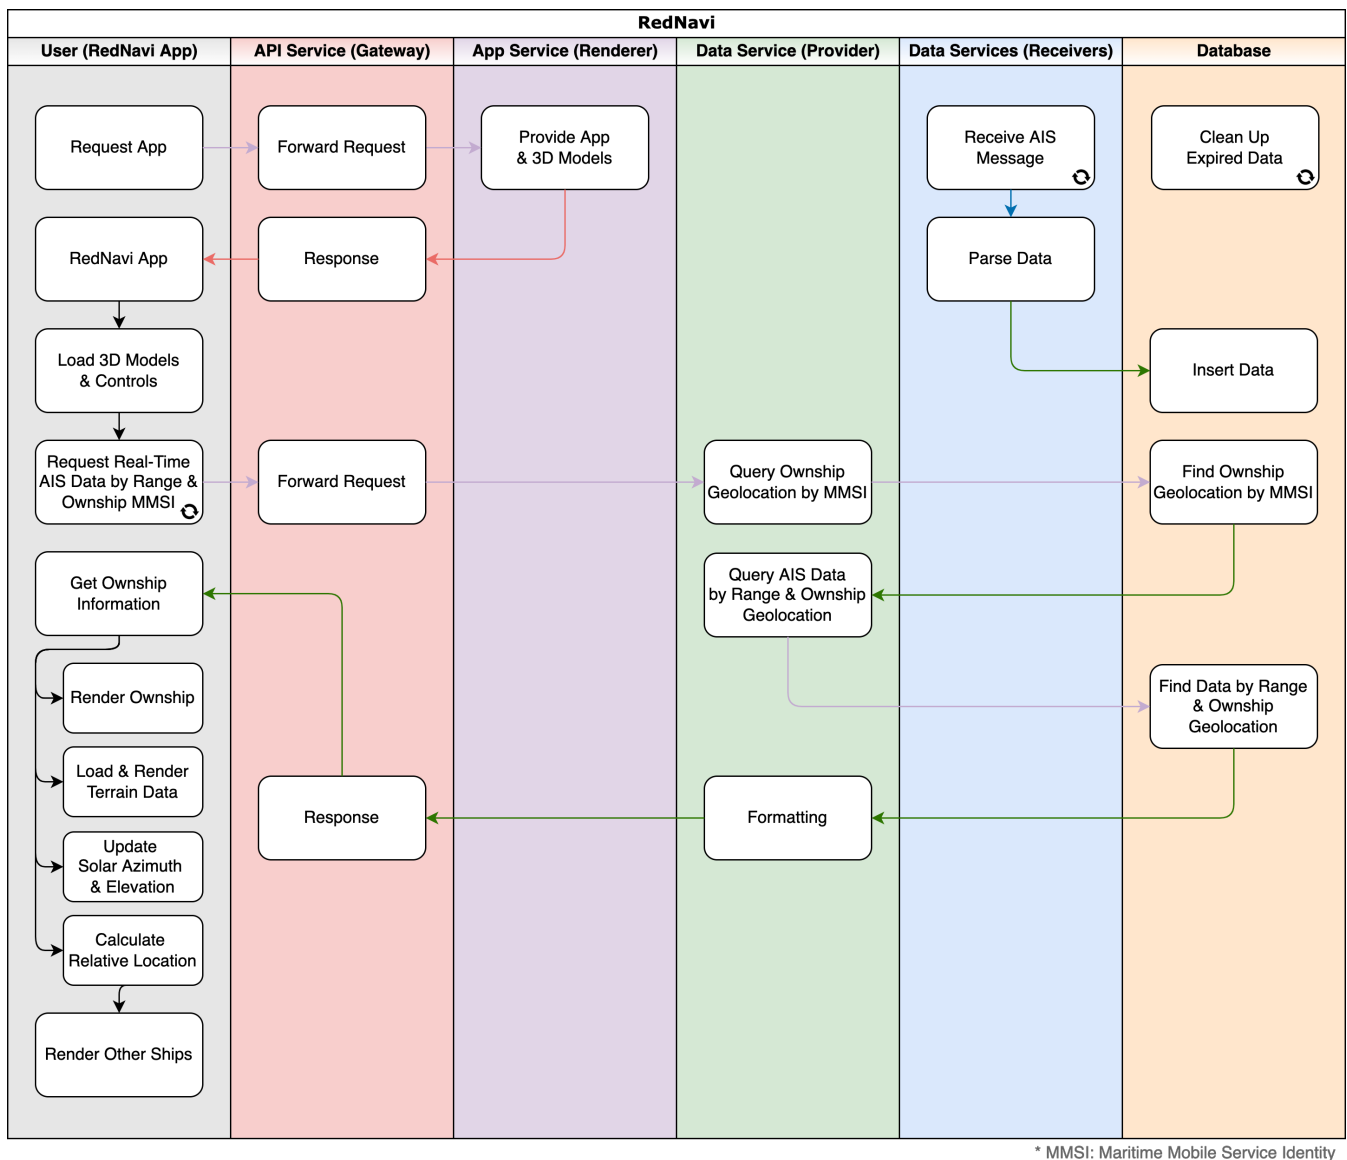 RedNavi
User (RedNavi App)
API Service (Gateway)
App Service (Renderer)
Data Service (Provider)
Data Services (Receivers)
Database
Request App
Forward Request
Provide App
& 3D Models
Receive AIS
Message
Clean Up
Expired Data
RedNavi App
Response
Parse Data
Load 3D Models
& Controls
Insert Data
Request Real-Time
AIS Data by Range &
Ownship MMSI
Forward Request
Query Ownship
Geolocation by MMSI
Find Ownship
Geolocation by MMSI
Get Ownship
Information
Query AIS Data
by Range & Ownship
Geolocation
Render Ownship
Find Data by Range
& Ownship
Geolocation
Load & Render
Terrain Data
Response
Formatting
Update
Solar Azimuth
& Elevation
Calculate
Relative Location
Render Other Ships
* MMSI: Maritime Mobile Service Identity